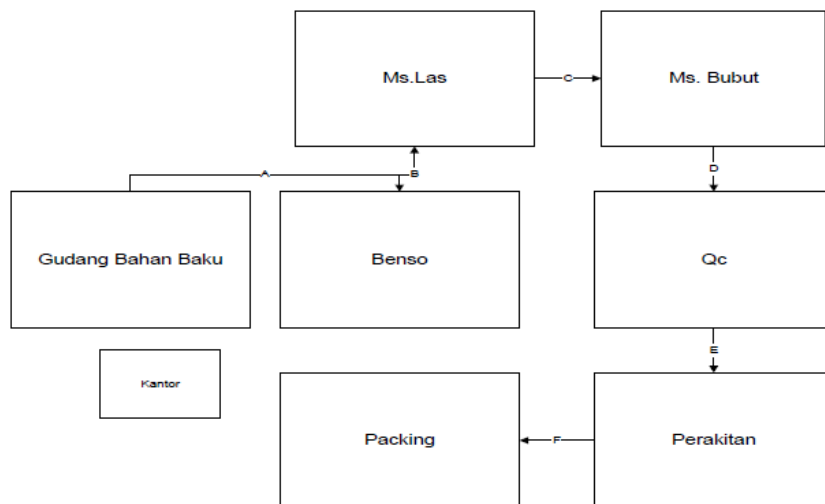 Ms.Las
C
Ms. Bubut
A
B
D
Gudang Bahan Baku
Benso
Qc
E
Kantor
Packing
F
Perakitan